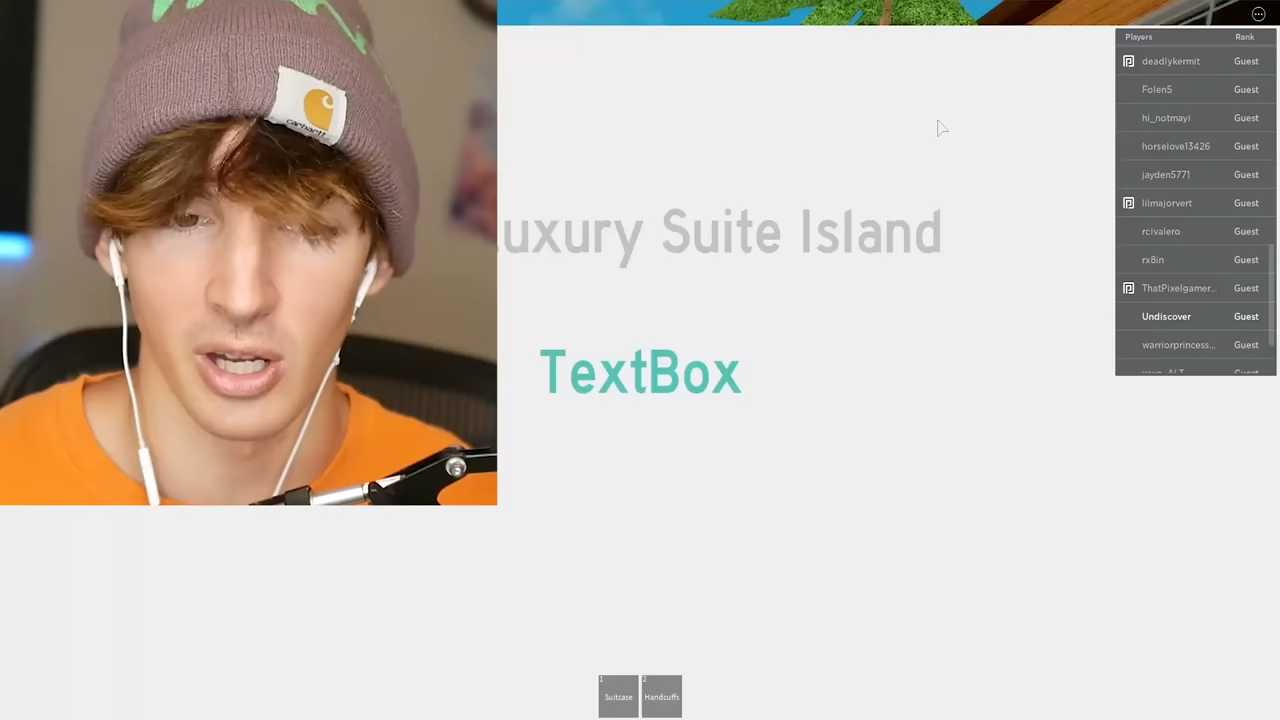 carhartt
uxury Suite Island
TextBox
Players Rank
deadlykermit Guest
Folen5 Guest
hi_notmayi Guest
horselove13426 Guest
jayden5771 Guest
lilmajorvert Guest
rcivalero Guest
rx8in Guest
ThatPixelgamer... Guest
Undiscover Guest
warriorprincess... Guest
1 2
Suitcase Handcuffs